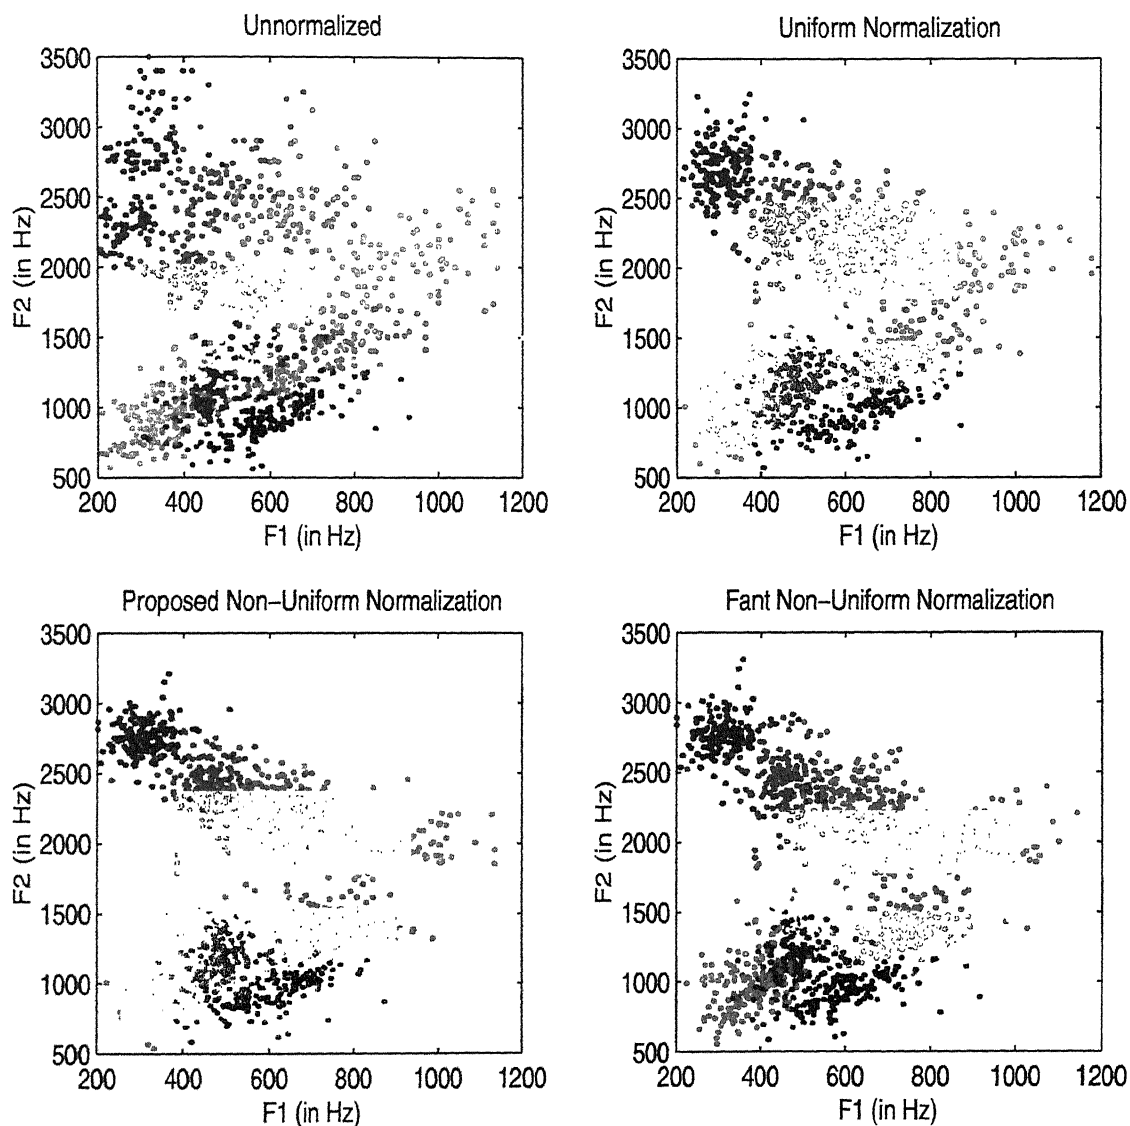 Unnormalized
3500
3000
2500
2000
1500
1000
500
F2 (in Hz)
200 400 600 800 1000 1200
F1 (in Hz)
Uniform Normalization
3500
3000
2500
2000
1500
1000
500
F2 (in Hz)
200 400 600 800 1000 1200
F1 (in Hz)
Proposed Non–Uniform Normalization
3500
3000
2500
2000
1500
1000
500
F2 (in Hz)
200 400 600 800 1000 1200
F1 (in Hz)
Fant Non–Uniform Normalization
3500
3000
2500
2000
1500
1000
500
F2 (in Hz)
200 400 600 800 1000 1200
F1 (in Hz)